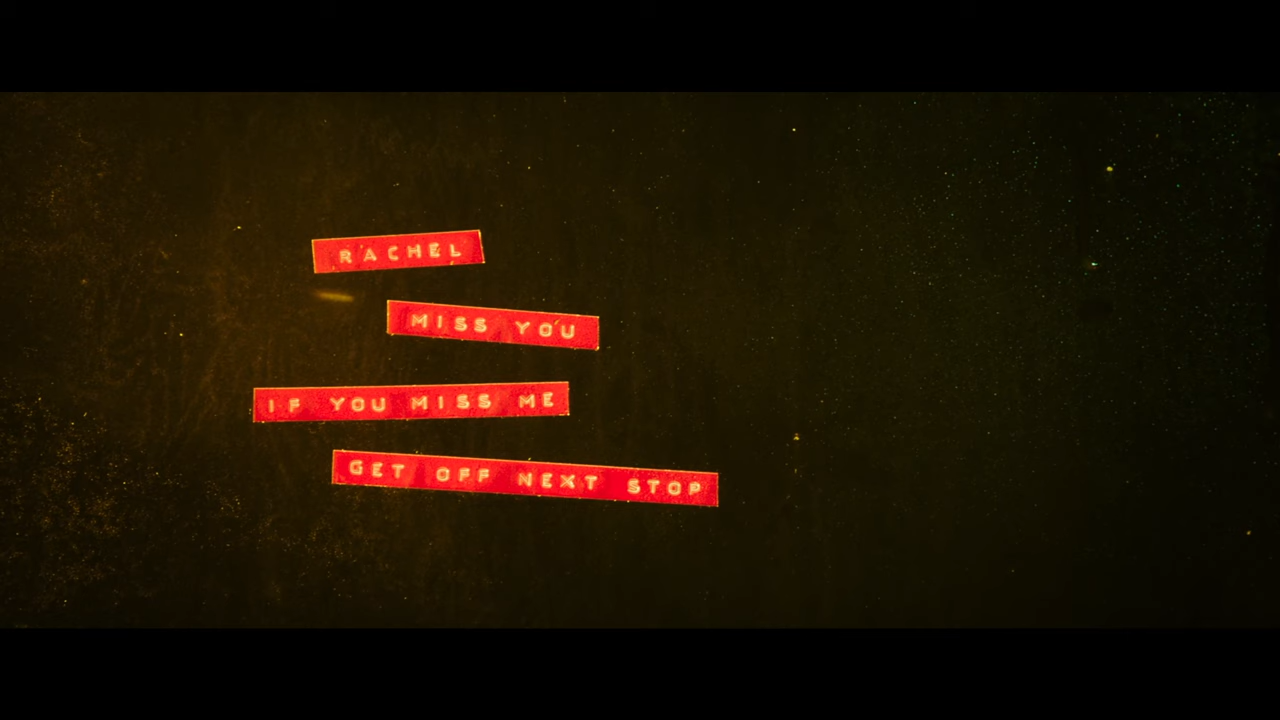 RACHEL
MISS YOU
IF YOU MISS ME
GET OFF NEXT STOP